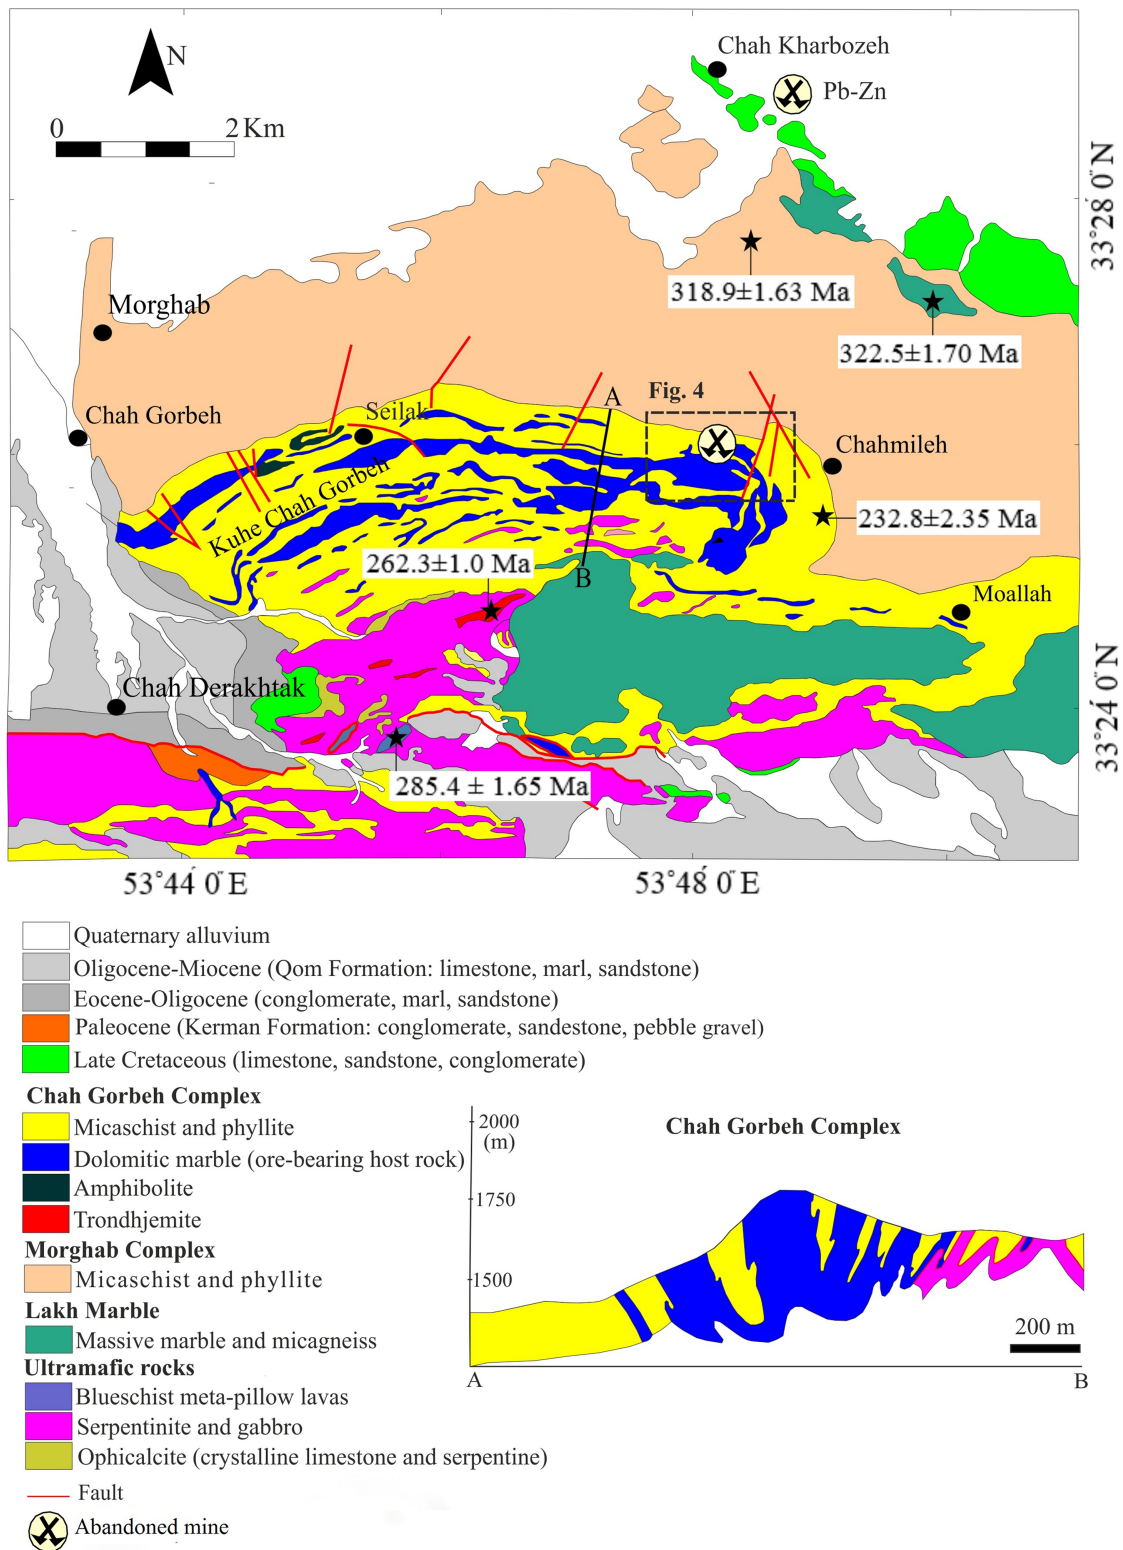 Chah Kharbozeh
N
Pb-Zn
0 2 Km
33°28́ 0̋ N
318.9±1.63 Ma
Morghab
322.5±1.70 Ma
Fig. 4
A
Seilak
Chah Gorbeh
Chahmileh
Kuhe Chah Gorbeh
232.8±2.35 Ma
262.3±1.0 Ma
B
Moallah
33°24́ 0̋ N
Chah Derakhtak
285.4 ± 1.65 Ma
53°44́ 0̋ E
53°48́ 0̋ E
Quaternary alluvium
Oligocene-Miocene (Qom Formation: limestone, marl, sandstone)
Eocene-Oligocene (conglomerate, marl, sandstone)
Paleocene (Kerman Formation: conglomerate, sandestone, pebble gravel)
Late Cretaceous (limestone, sandstone, conglomerate)
Chah Gorbeh Complex
Micaschist and phyllite
Dolomitic marble (ore-bearing host rock)
Amphibolite
Trondhjemite
Morghab Complex
Micaschist and phyllite
Lakh Marble
Massive marble and micagneiss
Ultramafic rocks
Blueschist meta-pillow lavas
Serpentinite and gabbro
Ophicalcite (crystalline limestone and serpentine)
Fault
Abandoned mine
2000
(m)
Chah Gorbeh Complex
1750
1500
200 m
A
B